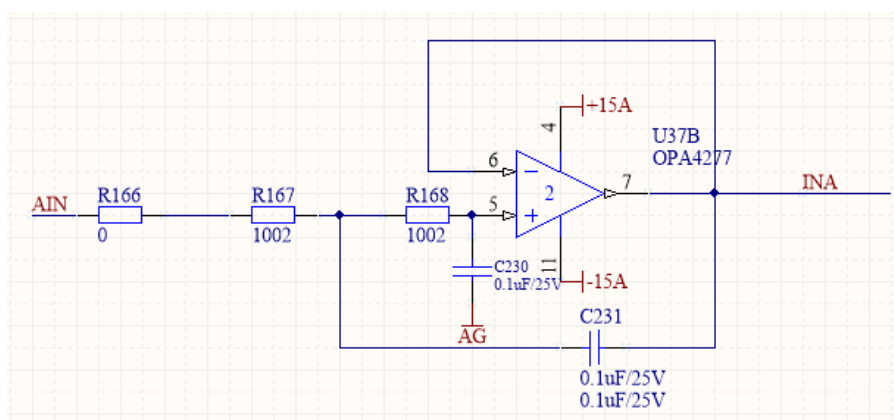 +15A
4
U37B
OPA4277
6
2
7
INA
AIN
R166
R167
R168
5
0
1002
1002
C230
0.1uF/25V
11
-15A
AG
C231
0.1uF/25V
0.1uF/25V